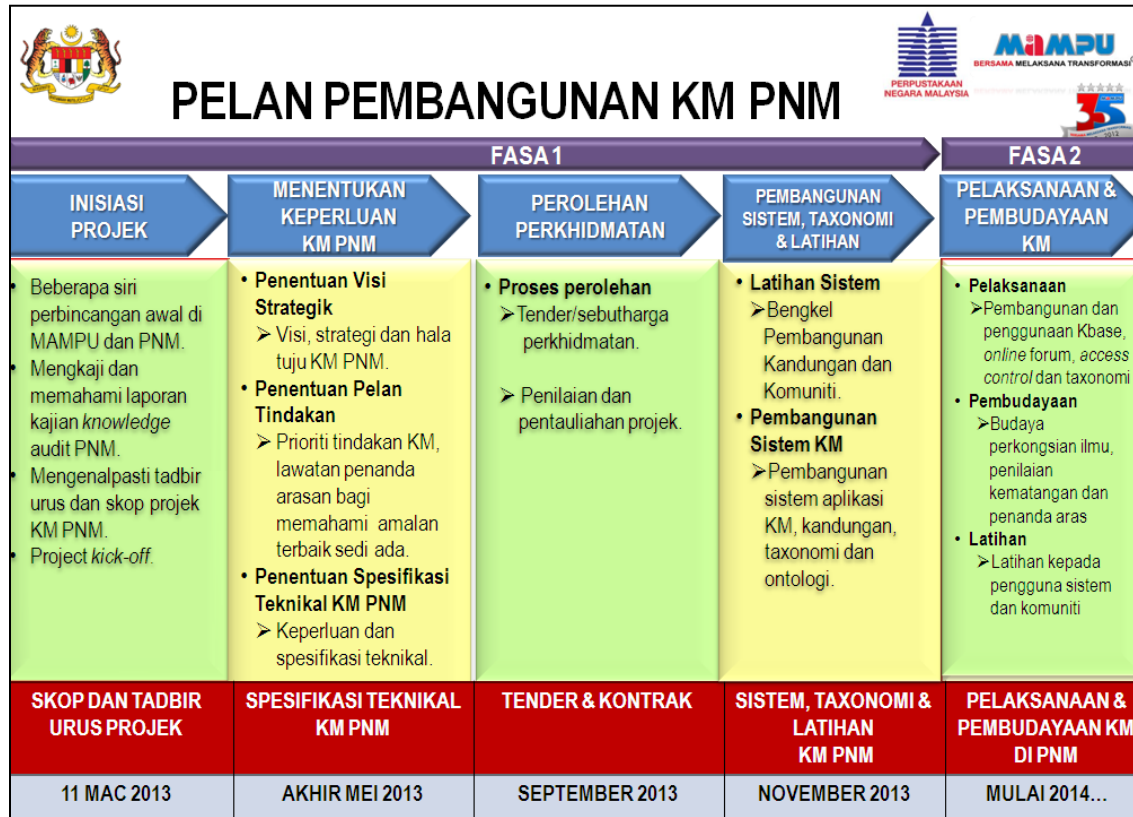 PERPUSTAKAAN
NEGARA MALAYSIA
MAMPU
BERSAMA MELAKSANA TRANSFORMASI
35
2012
PELAN PEMBANGUNAN KM PNM
FASA 1
FASA 2
INISIASI
PROJEK
MENENTUKAN
KEPERLUAN
KM PNM
PEROLEHAN
PERKHIDMATAN
PEMBANGUNAN
SISTEM, TAXONOMI
& LATIHAN
PELAKSANAAN &
PEMBUDAYAAN
KM
• Beberapa siri
perbincangan awal di
MAMPU dan PNM.
• Mengkaji dan
memahami laporan
kajian knowledge
audit PNM.
• Mengenalpasti tadbir
urus dan skop projek
KM PNM.
• Project kick-off.
• Penentuan Visi
Strategik
➢ Visi, strategi dan hala
tuju KM PNM.
• Penentuan Pelan
Tindakan
➢ Prioriti tindakan KM,
lawatan penanda
arasan bagi
memahami amalan
terbaik sedi ada.
• Penentuan Spesifikasi
Teknikal KM PNM
➢ Keperluan dan
spesifikasi teknikal.
• Proses perolehan
➢Tender/sebutharga
perkhidmatan.
➢ Penilaian dan
pentauliahan projek.
• Latihan Sistem
➢Bengkel
Pembangunan
Kandungan dan
Komuniti.
• Pembangunan
Sistem KM
➢Pembangunan
sistem aplikasi
KM, kandungan,
taxonomi dan
ontologi.
• Pelaksanaan
➢Pembangunan dan
penggunaan Kbase,
online forum, access
control dan taxonomi
• Pembudayaan
➢Budaya
perkongsian ilmu,
penilaian
kematangan dan
penanda aras
• Latihan
➢Latihan kepada
pengguna sistem
dan komuniti
SKOP DAN TADBIR
URUS PROJEK
SPESIFIKASI TEKNIKAL
KM PNM
TENDER & KONTRAK
SISTEM, TAXONOMI &
LATIHAN
KM PNM
PELAKSANAAN &
PEMBUDAYAAN KM
DI PNM
11 MAC 2013
AKHIR MEI 2013
SEPTEMBER 2013
NOVEMBER 2013
MULAI 2014…